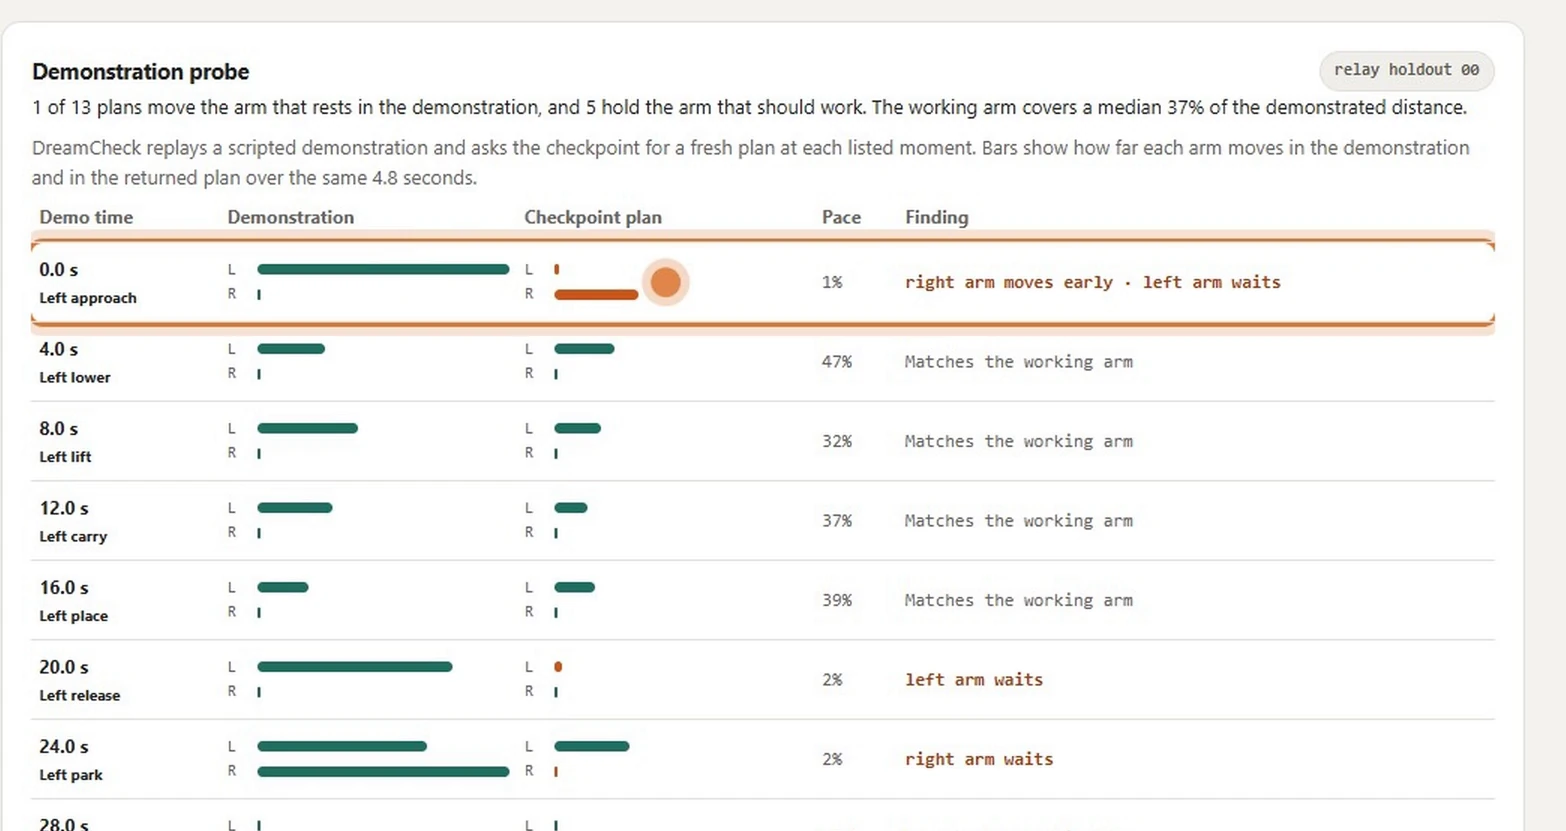 Demonstration probe
relay holdout 00
1 of 13 plans move the arm that rests in the demonstration, and 5 hold the arm that should work. The working arm covers a median 37% of the demonstrated distance.
DreamCheck replays a scripted demonstration and asks the checkpoint for a fresh plan at each listed moment. Bars show how far each arm moves in the demonstration
and in the returned plan over the same 4.8 seconds.
Demo time Demonstration Checkpoint plan Pace Finding
0.0 s L L 1% right arm moves early · left arm waits
Left approach R R
4.0 s L L 47% Matches the working arm
Left lower R R
8.0 s L L 32% Matches the working arm
Left lift R R
12.0 s L L 37% Matches the working arm
Left carry R R
16.0 s L L 39% Matches the working arm
Left place R R
20.0 s L L 2% left arm waits
Left release R R
24.0 s L L 2% right arm waits
Left park R R
28.0 s L L